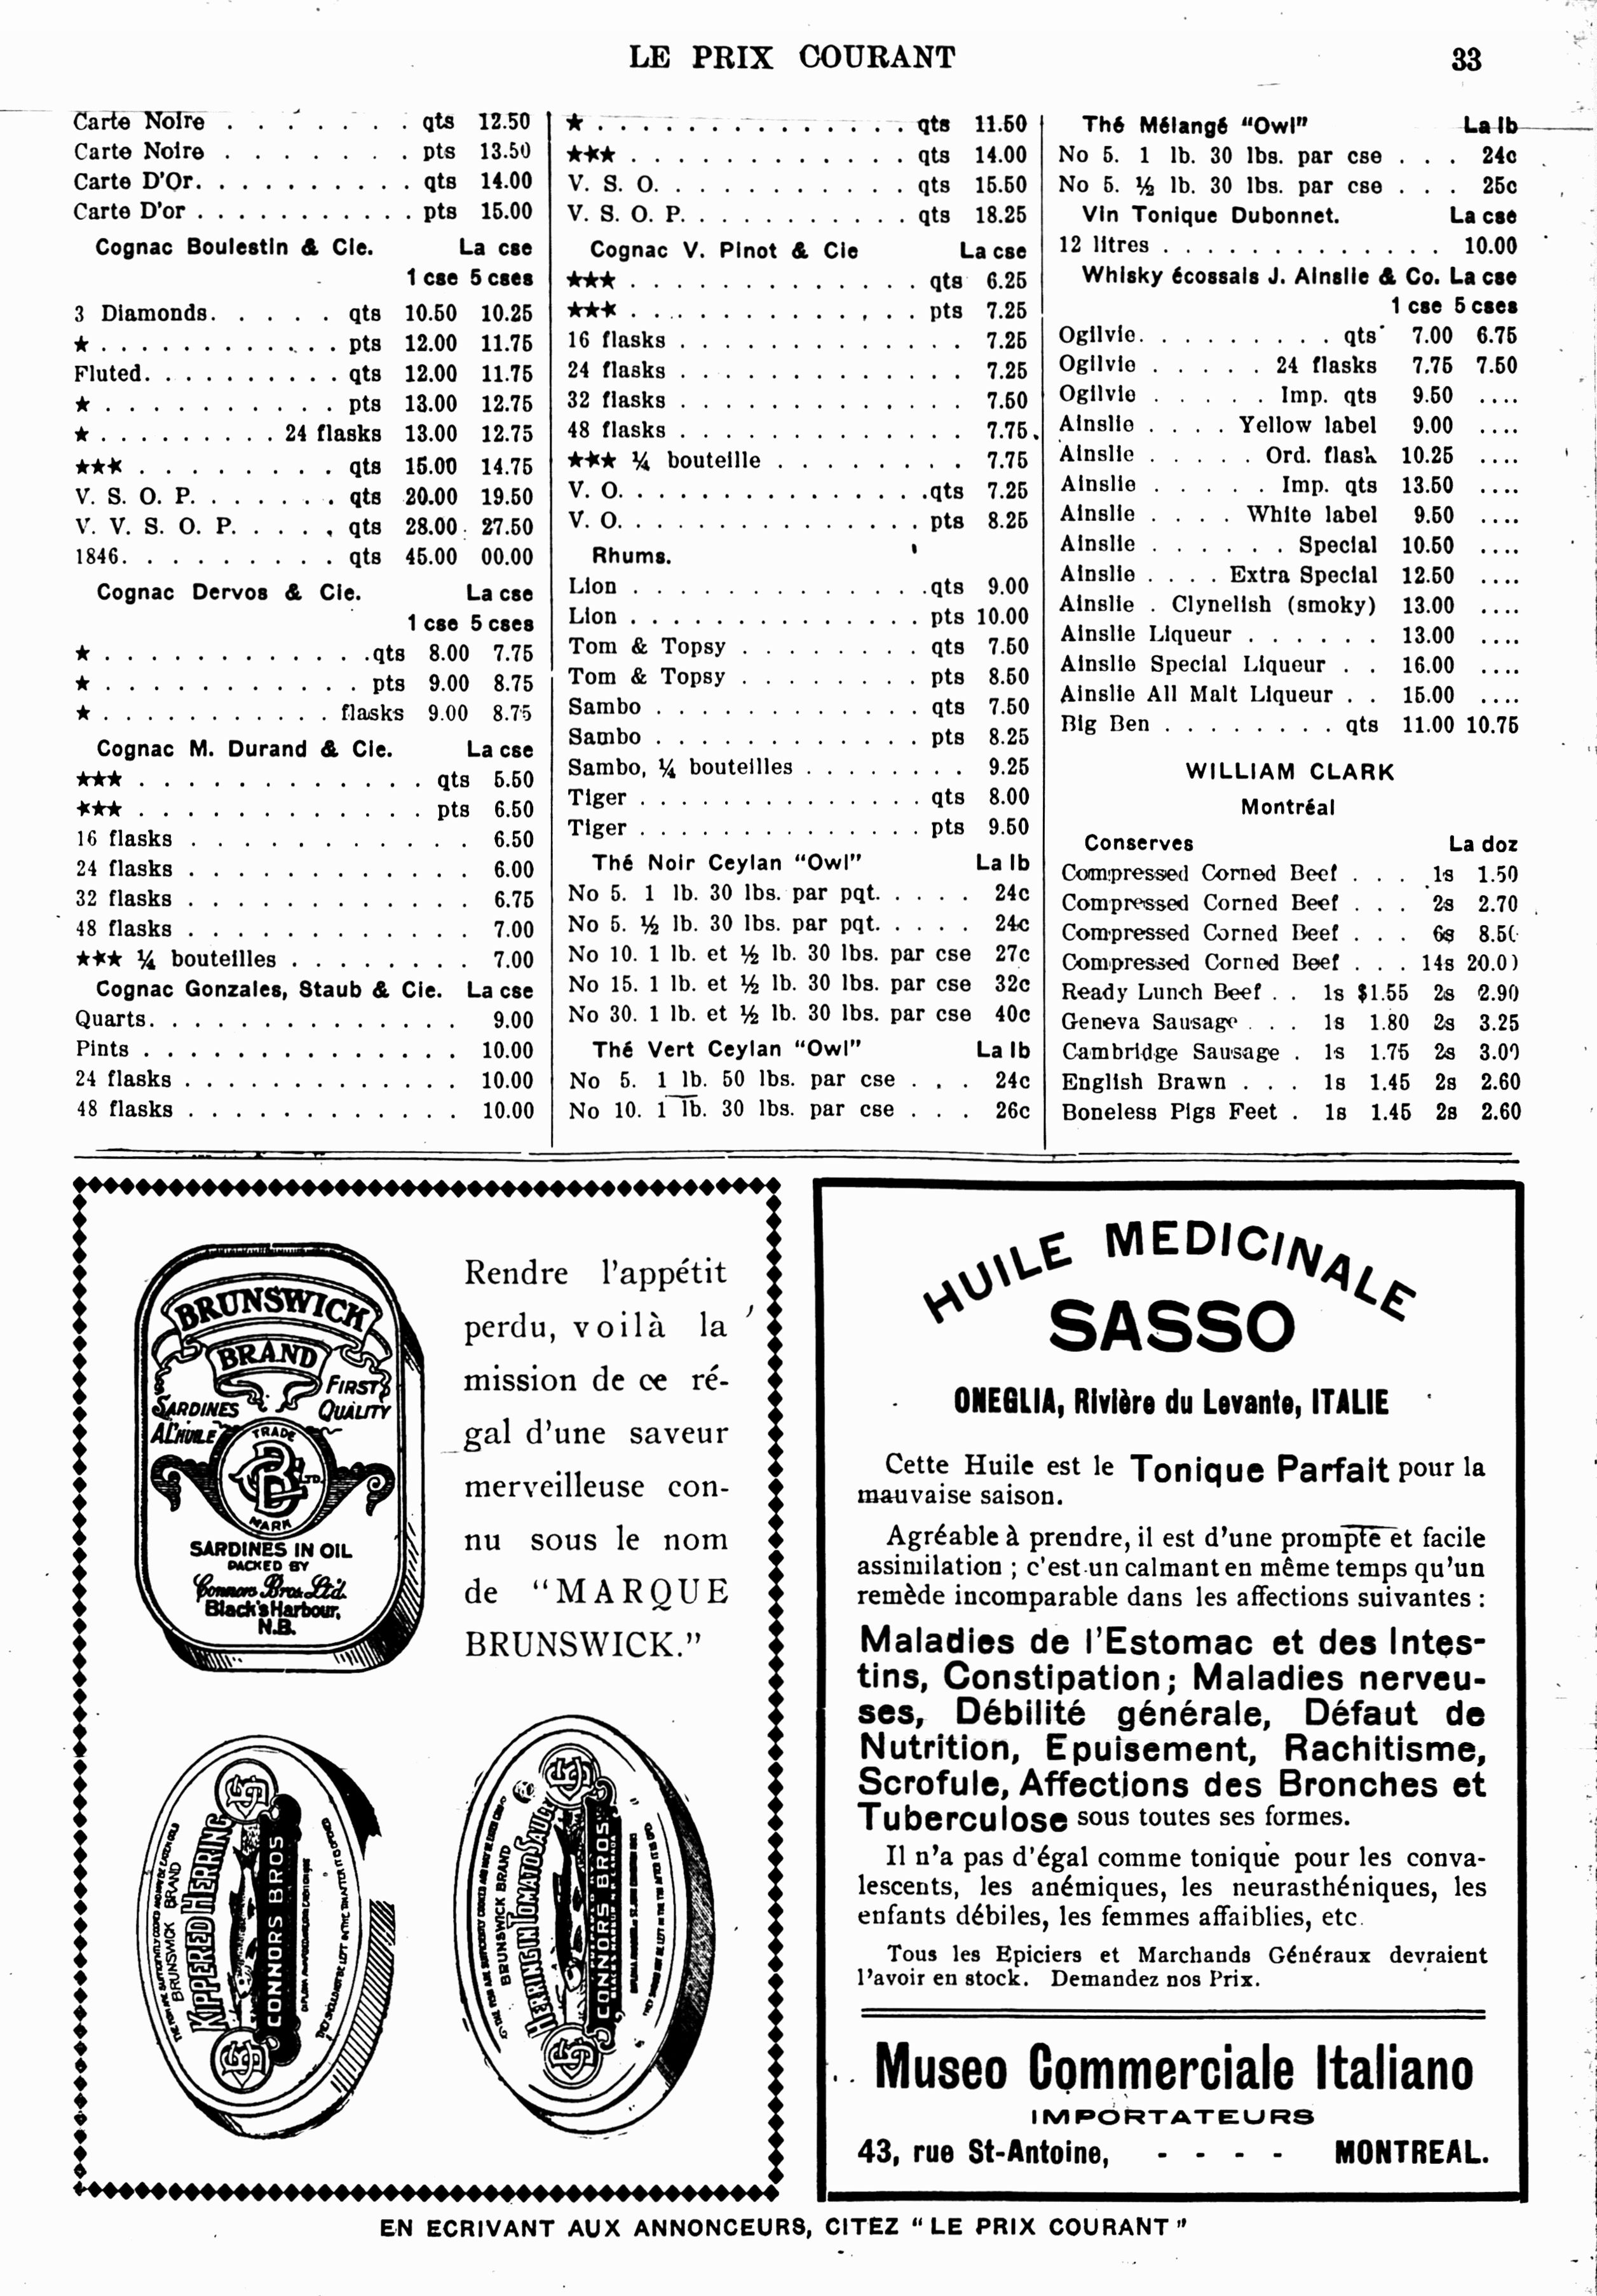 LE PRIX COURANT 33
Carte Noire . . . . . . . . qts 12.50
Carte Noire . . . . . . . pts 13.50
Carte D'Or. . . . . . . . . . qts 14.00
Carte D'or . . . . . . . . . . . pts 15.00
Cognac Boulestin & Cie. La cse
1 cse 5 cses
3 Diamonds. . . . . qts 10.50 10.25
★ . . . . . . . . . . . pts 12.00 11.75
Fluted. . . . . . . . . . qts 12.00 11.75
★ . . . . . . . . . . . pts 13.00 12.75
★ . . . . . . . . . 24 flasks 13.00 12.75
★★★ . . . . . . . . . qts 15.00 14.75
V. S. O. P. . . . . . . qts 20.00 19.50
V. V. S. O. P. . . . . qts 28.00 27.50
1846. . . . . . . . . . qts 45.00 00.00
Cognac Dervos & Cie. La cse
1 cse 5 cses
★ . . . . . . . . . . . . .qts 8.00 7.75
★ . . . . . . . . . . . . pts 9.00 8.75
★ . . . . . . . . . . . flasks 9.00 8.75
Cognac M. Durand & Cie. La cse
★★★ . . . . . . . . . . . . qts 5.50
★★★ . . . . . . . . . . . . pts 6.50
16 flasks . . . . . . . . . . . 6.50
24 flasks . . . . . . . . . . . 6.00
32 flasks . . . . . . . . . . . 6.75
48 flasks . . . . . . . . . . . 7.00
★★★ ¼ bouteilles . . . . . . . . 7.00
Cognac Gonzales, Staub & Cie. La cse
Quarts. . . . . . . . . . . . . . 9.00
Pints . . . . . . . . . . . . . . 10.00
24 flasks . . . . . . . . . . . . 10.00
48 flasks . . . . . . . . . . . . 10.00
★ . . . . . . . . . . . . . . . qts 11.50
★★★ . . . . . . . . . . . . qts 14.00
V. S. O. . . . . . . . . . . . qts 15.50
V. S. O. P. . . . . . . . . . qts 18.25
Cognac V. Pinot & Cie La cse
★★★ . . . . . . . . . . . . . qts 6.25
★★★ . . . . . . . . . . . . . pts 7.25
16 flasks . . . . . . . . . . . . 7.25
24 flasks . . . . . . . . . . . . 7.25
32 flasks . . . . . . . . . . . . 7.50
48 flasks . . . . . . . . . . . . 7.75
★★★ ¼ bouteille . . . . . . . . 7.75
V. O. . . . . . . . . . . . . .qts 7.25
V. O. . . . . . . . . . . . . . pts 8.25
Rhums.
Lion . . . . . . . . . . . . . .qts 9.00
Lion . . . . . . . . . . . . . pts 10.00
Tom & Topsy . . . . . . . . qts 7.50
Tom & Topsy . . . . . . . . pts 8.50
Sambo . . . . . . . . . . . . qts 7.50
Sambo . . . . . . . . . . . . pts 8.25
Sambo, ¼ bouteilles . . . . . . . 9.25
Tiger . . . . . . . . . . . . . qts 8.00
Tiger . . . . . . . . . . . . . pts 9.50
Thé Noir Ceylan "Owl" La lb
No 5. 1 lb. 30 lbs. par pqt. . . . . 24c
No 5. ½ lb. 30 lbs. par pqt. . . . . 24c
No 10. 1 lb. et ½ lb. 30 lbs. par cse 27c
No 15. 1 lb. et ½ lb. 30 lbs. par cse 32c
No 30. 1 lb. et ½ lb. 30 lbs. par cse 40c
Thé Vert Ceylan "Owl" La lb
No 5. 1 lb. 50 lbs. par cse . . . 24c
No 10. 1 lb. 30 lbs. par cse . . . 26c
Thé Mélangé "Owl" La lb
No 5. 1 lb. 30 lbs. par cse . . . 24c
No 5. ½ lb. 30 lbs. par cse . . . 25c
Vin Tonique Dubonnet. La cse
12 litres . . . . . . . . . . . . . 10.00
Whisky écossais J. Ainslie & Co. La cse
1 cse 5 cses
Ogilvie. . . . . . . . . . qts 7.00 6.75
Ogilvie . . . . . 24 flasks 7.75 7.50
Ogilvie . . . . . Imp. qts 9.50 ....
Ainslie . . . . Yellow label 9.00 ....
Ainslie . . . . . Ord. flask 10.25 ....
Ainslie . . . . . Imp. qts 13.50 ....
Ainslie . . . . White label 9.50 ....
Ainslie . . . . . . Special 10.50 ....
Ainslie . . . . Extra Special 12.50 ....
Ainslie . Clynelish (smoky) 13.00 ....
Ainslie Liqueur . . . . . . 13.00 ....
Ainslie Special Liqueur . . 16.00 ....
Ainslie All Malt Liqueur . . 15.00 ....
Big Ben . . . . . . . . qts 11.00 10.75
WILLIAM CLARK
Montréal
Conserves La doz
Compressed Corned Beef . . . 1s 1.50
Compressed Corned Beef . . . 2s 2.70
Compressed Corned Beef . . . 6s
Compressed Corned Beef . . . 14s
Ready Lunch Beef . . 1s $1.55 2s 2.90
Geneva Sausage . . . 1s 1.80 2s 3.25
Cambridge Sausage . 1s 1.75 2s 3.00
English Brawn . . . 1s 1.45 2s 2.60
Boneless Pigs Feet . 1s 1.45 2s 2.60
BRUNSWICK
BRAND
SARDINES FIRST
A L'HUILE QUALITY
TRADE
LTD.
MARK
SARDINES IN OIL
PACKED BY
Connors Bros. Ltd.
Black's Harbour,
N.B.
Rendre l'appétit
perdu, voilà la
mission de ce ré-
gal d'une saveur
merveilleuse con-
nu sous le nom
de "MARQUE
BRUNSWICK."
BRUNSWICK BRAND
KIPPERED HERRING
CONNORS BROS
BRUNSWICK BRAND
HERRING IN TOMATO SAUCE
CONNORS BROS
HUILE MEDICINALE
SASSO
ONEGLIA, Rivière du Levante, ITALIE
Cette Huile est le Tonique Parfait pour la
mauvaise saison.
Agréable à prendre, il est d'une prompte et facile
assimilation ; c'est un calmant en même temps qu'un
remède incomparable dans les affections suivantes :
Maladies de l'Estomac et des Intes-
tins, Constipation; Maladies nerveu-
ses, Débilité générale, Défaut de
Nutrition, Epuisement, Rachitisme,
Scrofule, Affections des Bronches et
Tuberculose sous toutes ses formes.
Il n'a pas d'égal comme tonique pour les conva-
lescents, les anémiques, les neurasthéniques, les
enfants débiles, les femmes affaiblies, etc.
Tous les Epiciers et Marchands Généraux devraient
l'avoir en stock. Demandez nos Prix.
Museo Commerciale Italiano
IMPORTATEURS
43, rue St-Antoine, - - - - MONTREAL.
EN ECRIVANT AUX ANNONCEURS, CITEZ "LE PRIX COURANT"